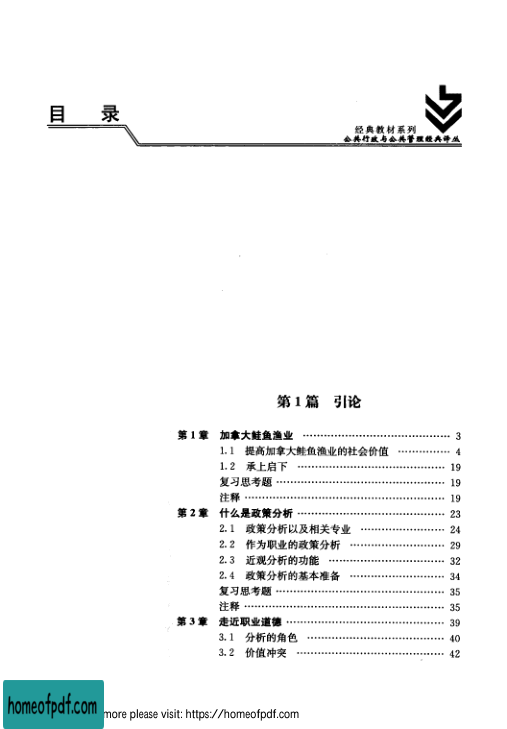 目 录
经典教材系列
公共行政与公共管理经典译丛
第1篇 引论
第1章 加拿大鲑鱼渔业 …………………………………… 3
1.1 提高加拿大鲑鱼渔业的社会价值 …………… 4
1.2 承上启下 …………………………………… 19
复习思考题 ………………………………………… 19
注释 ………………………………………………… 19
第2章 什么是政策分析 …………………………………… 23
2.1 政策分析以及相关专业 …………………… 24
2.2 作为职业的政策分析 ……………………… 29
2.3 近观分析的功能 …………………………… 32
2.4 政策分析的基本准备 ……………………… 34
复习思考题 ………………………………………… 35
注释 ………………………………………………… 35
第3章 走近职业道德 ……………………………………… 39
3.1 分析的角色 ………………………………… 40
3.2 价值冲突 …………………………………… 42
homeofpdf.com
more please visit: https://homeofpdf.com